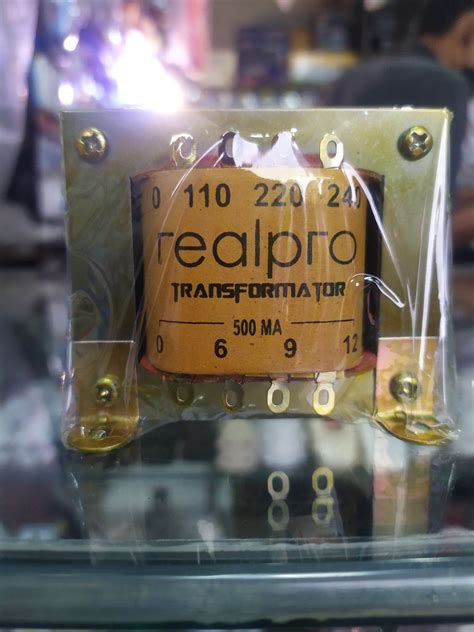 0 110 220 240
realpro
TRANSFORMATOR
500 MA
0 6 9 12